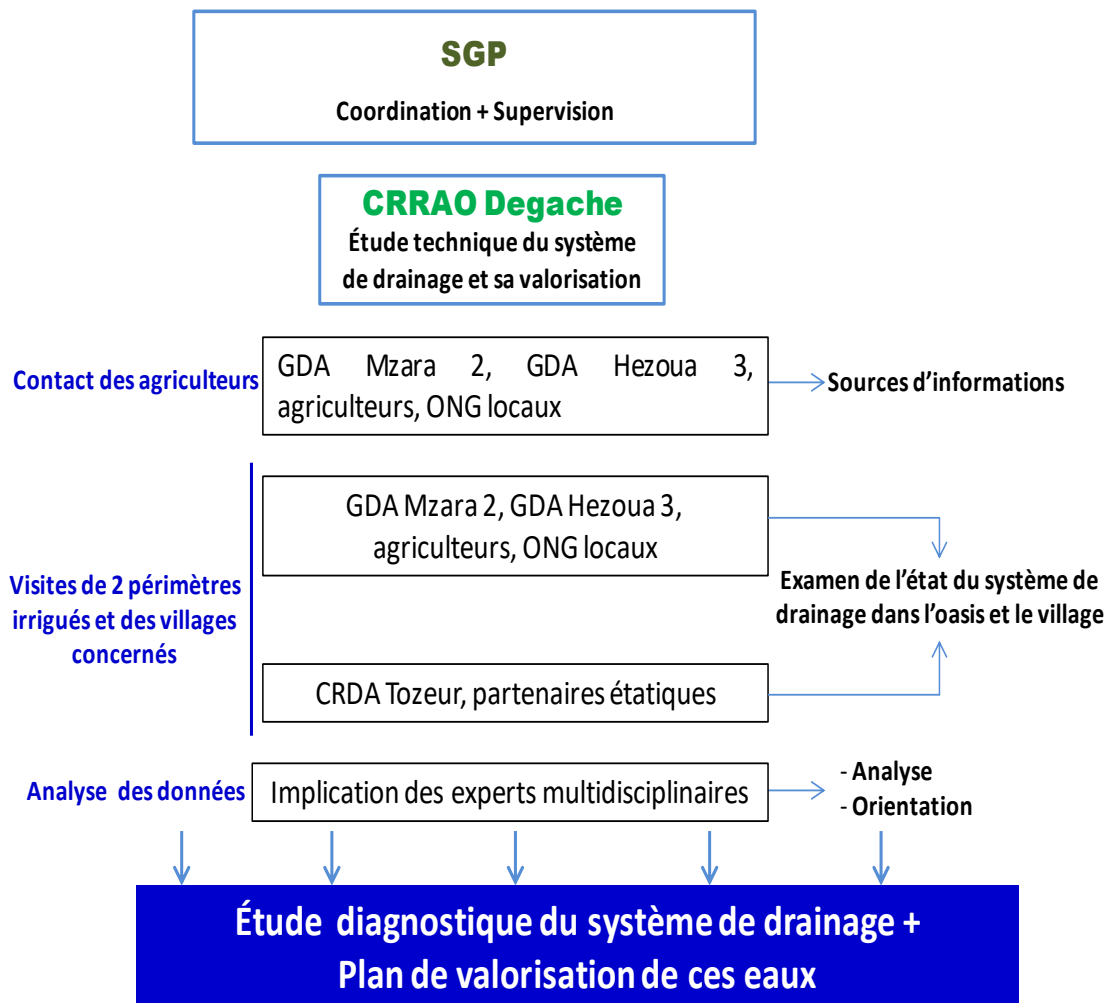 SGP
Coordination + Supervision
CRRAO Degache
Étude technique du système
de drainage et sa valorisation
Contact des agriculteurs
GDA Mzara 2, GDA Hezoua 3,
agriculteurs, ONG locaux
Sources d’informations
Visites de 2 périmètres
irrigués et des villages
concernés
GDA Mzara 2, GDA Hezoua 3,
agriculteurs, ONG locaux
Examen de l’état du système de
drainage dans l’oasis et le village
CRDA Tozeur, partenaires étatiques
Analyse des données
Implication des experts multidisciplinaires
- Analyse
- Orientation
Étude diagnostique du système de drainage +
Plan de valorisation de ces eaux